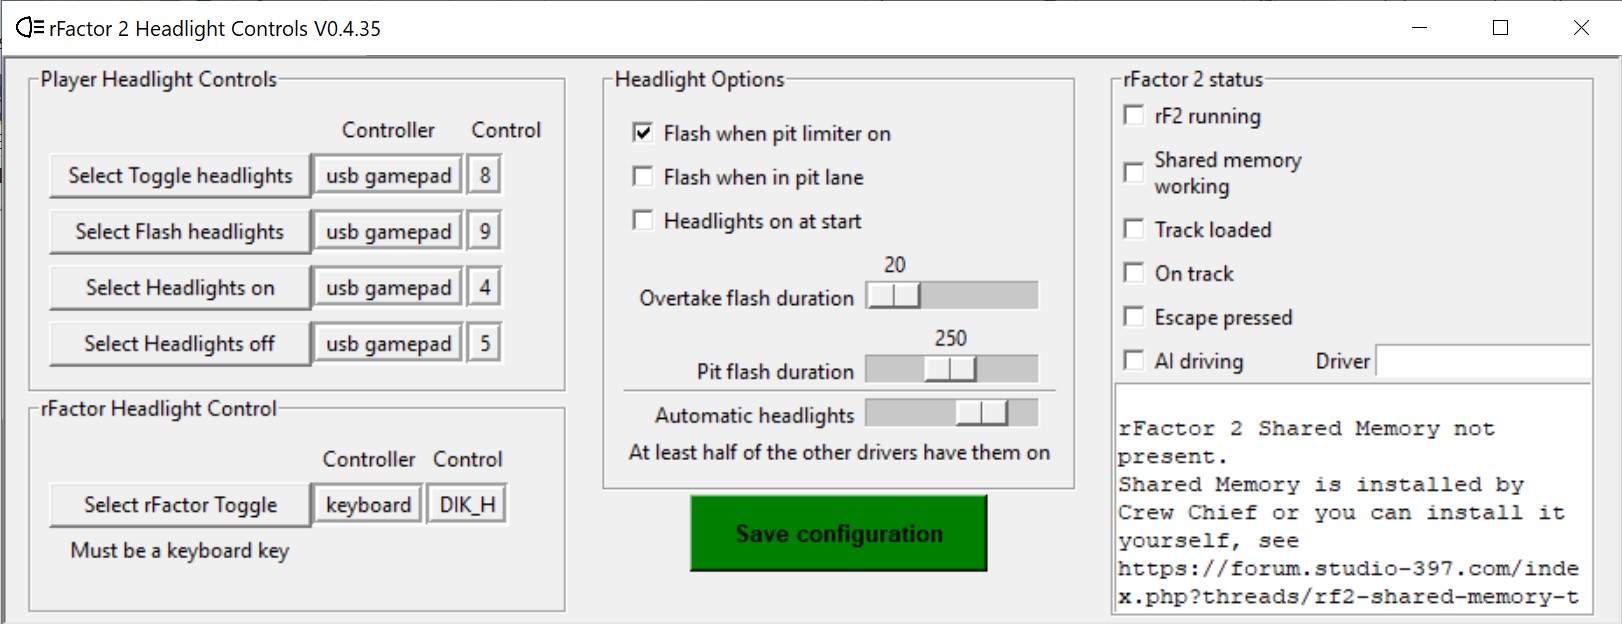 rFactor 2 Headlight Controls V0.4.35
Player Headlight Controls
Controller Control
Select Toggle headlights usb gamepad 8
Select Flash headlights usb gamepad 9
Select Headlights on usb gamepad 4
Select Headlights off usb gamepad 5
rFactor Headlight Control
Controller Control
Select rFactor Toggle keyboard DIK_H
Must be a keyboard key
Headlight Options
Flash when pit limiter on
Flash when in pit lane
Headlights on at start
20
Overtake flash duration
250
Pit flash duration
Automatic headlights
At least half of the other drivers have them on
Save configuration
rFactor 2 status
rF2 running
Shared memory
working
Track loaded
On track
Escape pressed
AI driving Driver
rFactor 2 Shared Memory not
present.
Shared Memory is installed by
Crew Chief or you can install it
yourself, see
https://forum.studio-397.com/inde
x.php?threads/rf2-shared-memory-t